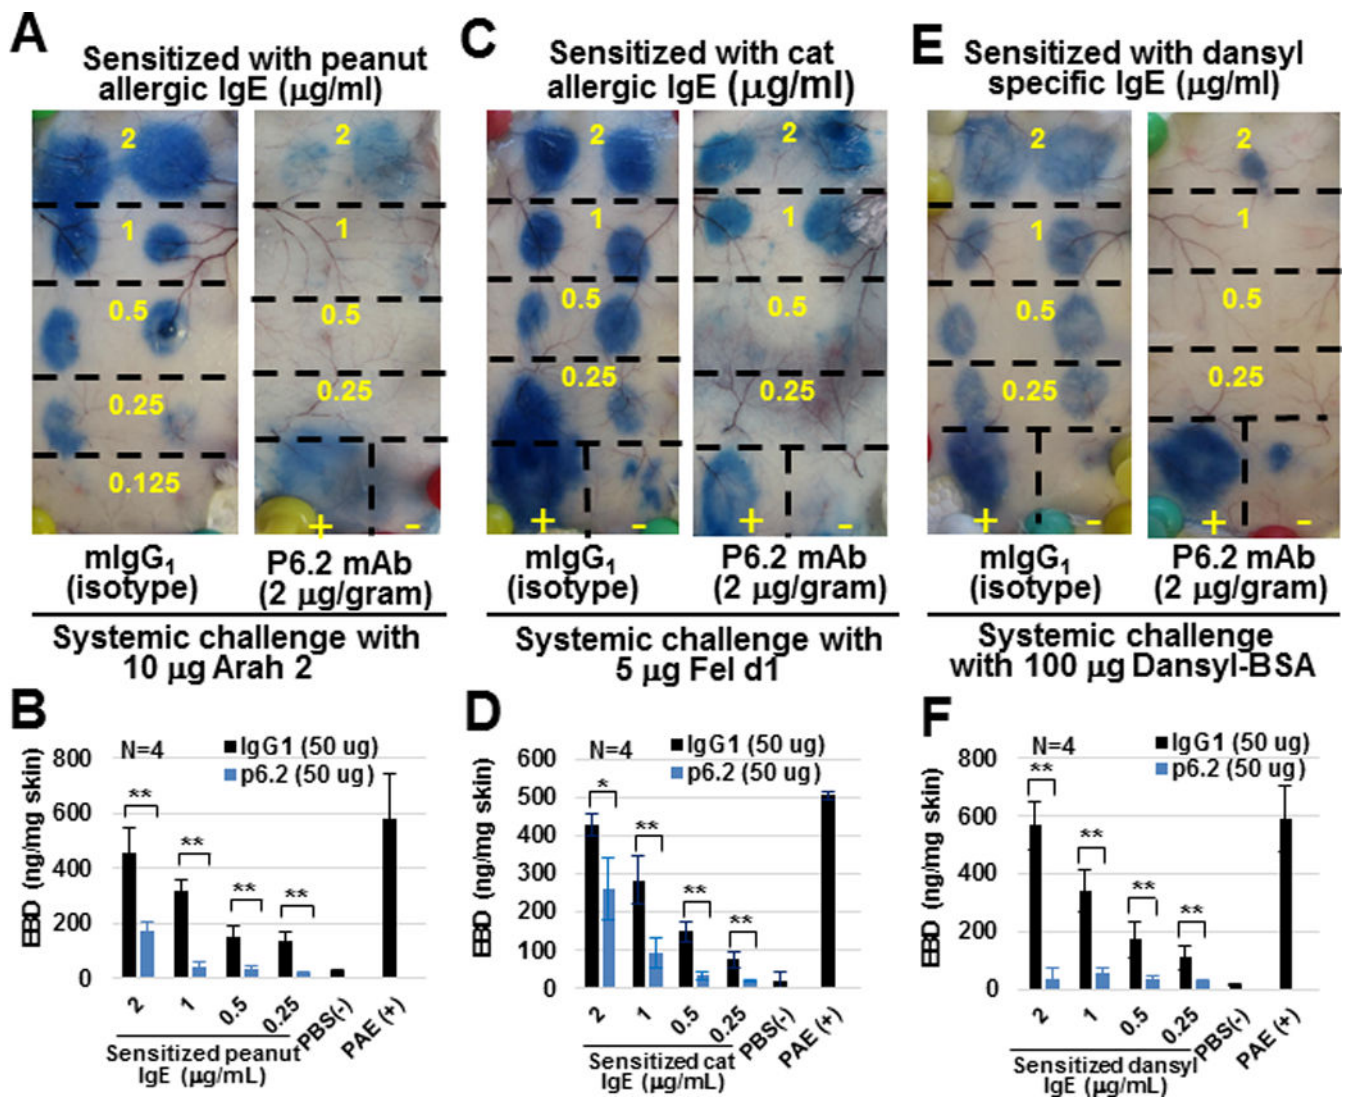 A
Sensitized with peanut
allergic IgE (µg/ml)
2
1
0.5
0.25
0.125
2
1
0.5
0.25
+
-
mIgG1
(isotype)
P6.2 mAb
(2 µg/gram)
Systemic challenge with
10 µg Arah 2
C
Sensitized with cat
allergic IgE (µg/ml)
2
1
0.5
0.25
+
-
2
1
0.5
0.25
+
-
mIgG1
(isotype)
P6.2 mAb
(2 µg/gram)
Systemic challenge with
5 µg Fel d1
E
Sensitized with dansyl
specific IgE (µg/ml)
2
1
0.5
0.25
+
-
2
1
0.5
0.25
+
-
mIgG1
(isotype)
P6.2 mAb
(2 µg/gram)
Systemic challenge
with 100 µg Dansyl-BSA
B
EBD (ng/mg skin)
800
600
400
200
0
N=4
IgG1 (50 ug)
p6.2 (50 ug)
**
**
**
**
2
1
0.5
0.25
PBS(-)
PAE (+)
Sensitized peanut
IgE (µg/mL)
D
EBD (ng/mg skin)
600
500
400
300
200
100
0
N=4
IgG1 (50 ug)
p6.2 (50 ug)
*
**
**
**
2
1
0.5
0.25
PBS(-)
PAE (+)
Sensitized cat
IgE (µg/mL)
F
EBD (ng/mg skin)
800
600
400
200
0
N=4
IgG1 (50 ug)
p6.2 (50 ug)
**
**
**
**
2
1
0.5
0.25
PBS(-)
PAE (+)
Sensitized dansyl
IgE (µg/mL)